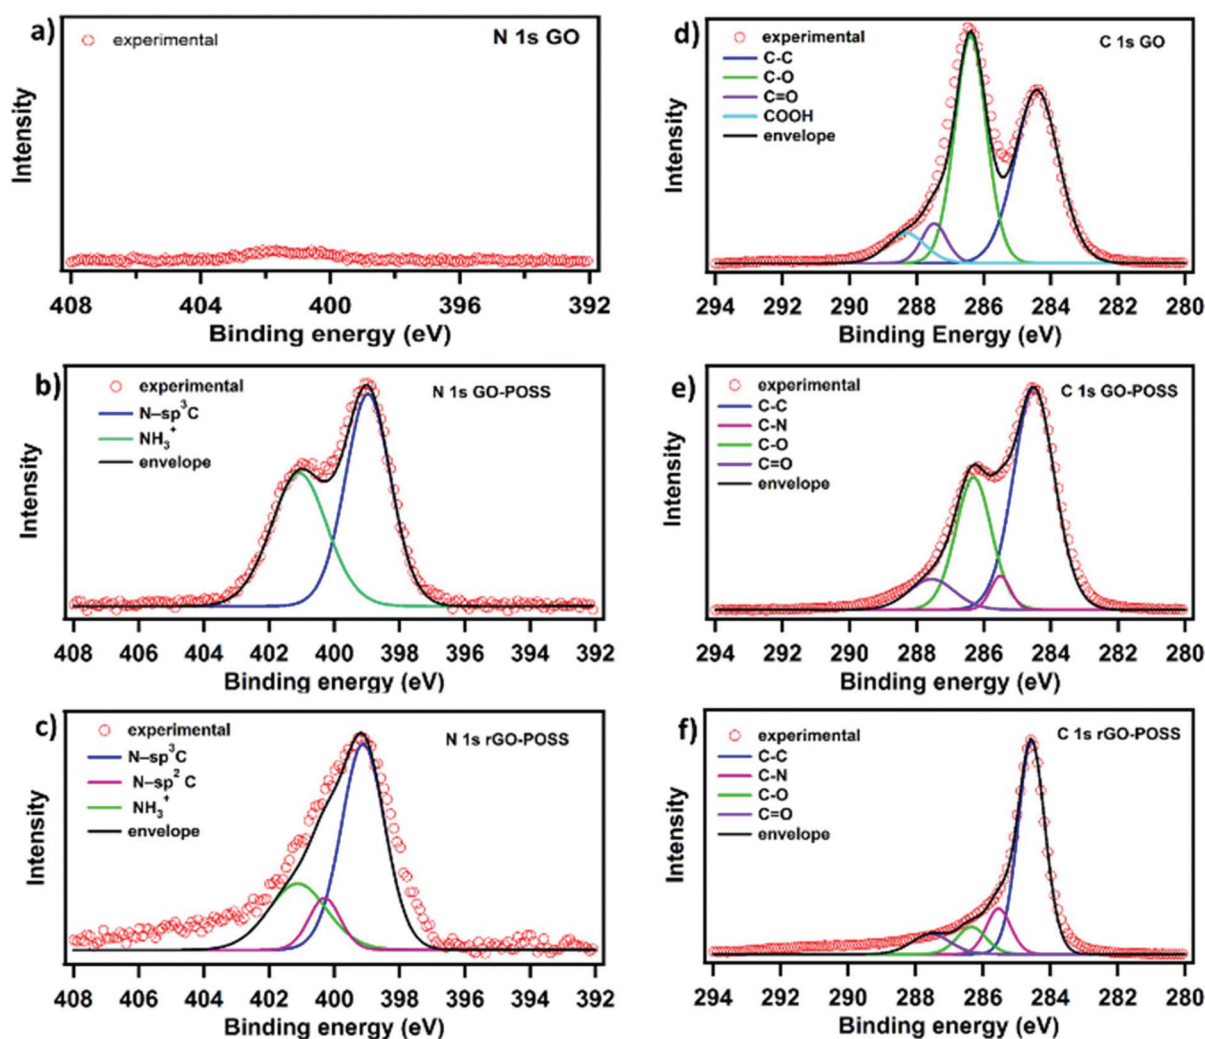 a)
experimental
N 1s GO
Intensity
408 404 400 396 392
Binding energy (eV)
b)
experimental
N–sp³C
NH₃⁺
envelope
N 1s GO-POSS
Intensity
408 406 404 402 400 398 396 394 392
Binding energy (eV)
c)
experimental
N–sp³C
N–sp² C
NH₃⁺
envelope
N 1s rGO-POSS
Intensity
408 406 404 402 400 398 396 394 392
Binding energy (eV)
d)
experimental
C-C
C-O
C=O
COOH
envelope
C 1s GO
Intensity
294 292 290 288 286 284 282 280
Binding Energy (eV)
e)
experimental
C-C
C-N
C-O
C=O
envelope
C 1s GO-POSS
Intensity
294 292 290 288 286 284 282 280
Binding energy (eV)
f)
experimental
C-C
C-N
C-O
C=O
envelope
C 1s rGO-POSS
Intensity
294 292 290 288 286 284 282 280
Binding energy (eV)